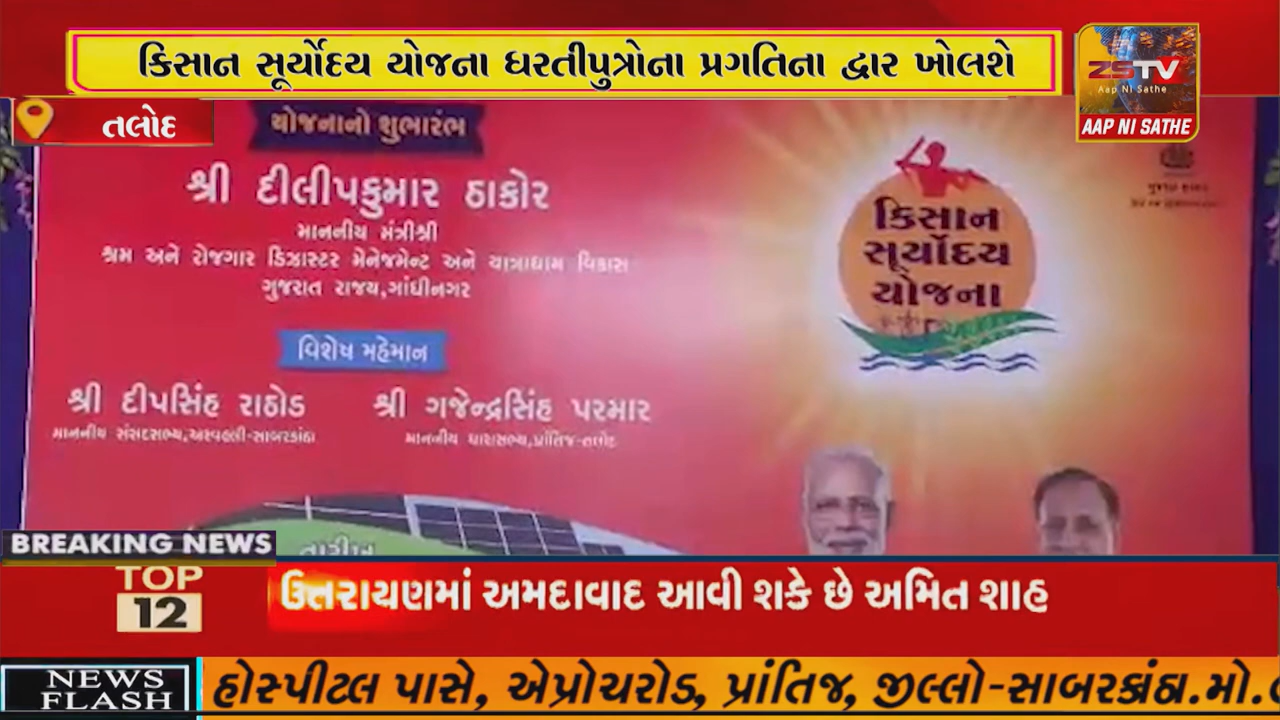 કિસાન સૂર્યોદય યોજના ધરતીપુત્રોના પ્રગતિના દ્વાર ખોલશે
ZSTV
Aap Ni Sathe
AAP NI SATHE
તલોદ
યોજનાનો શુભારંભ
શ્રી દીલીપકુમાર ઠાકોર
માનનીય મંત્રીશ્રી
શ્રમ અને રોજગાર ડિઝાસ્ટર મેનેજમેન્ટ અને યાત્રાધામ વિકાસ
ગુજરાત રાજ્ય,ગાંધીનગર
વિશેષ મહેમાન
શ્રી દીપસિંહ રાઠોડ
માનનીય સંસદસભ્ય,અરવલ્લી-સાબરકાંઠા
શ્રી ગજેન્દ્રસિંહ પરમાર
માનનીય ધારાસભ્ય,પ્રાંતિજ-તલોદ
કિસાન
સૂર્યોદય
યોજના
તારીખ
BREAKING NEWS
TOP
12
ઉત્તરાયણમાં અમદાવાદ આવી શકે છે અમિત શાહ
NEWS
FLASH
હોસ્પીટલ પાસે, એપ્રોચરોડ, પ્રાંતિજ, જીલ્લો-સાબરકાંઠા.મો.